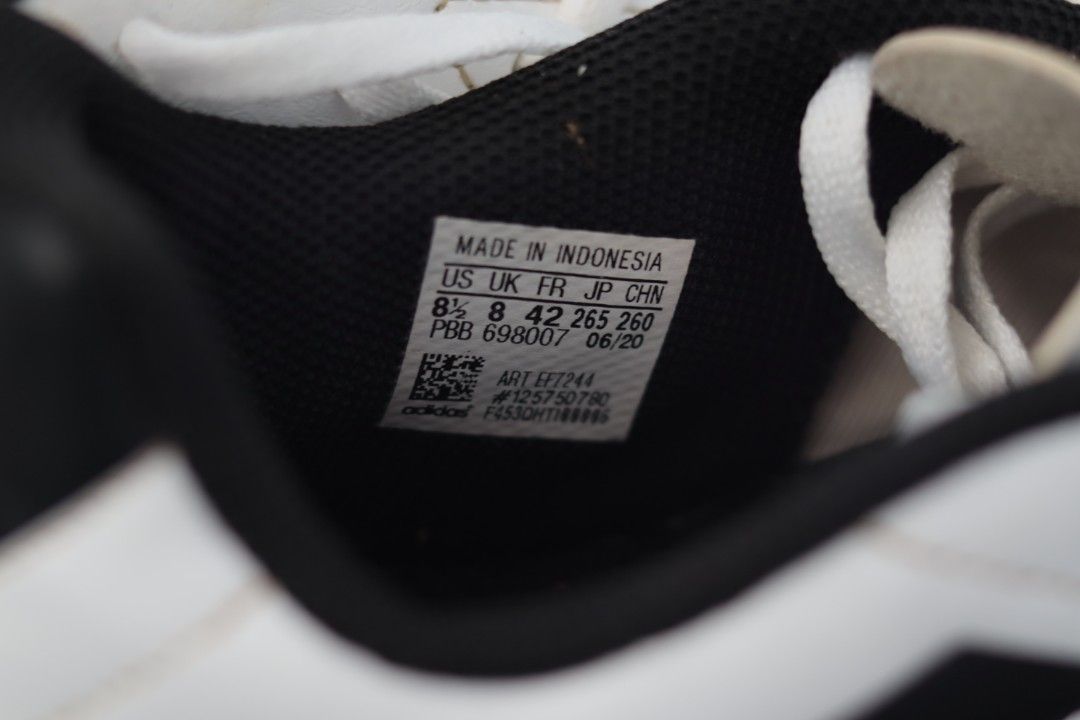 MADE IN INDONESIA
US UK FR JP CHN
8½ 8 42 265 260
PBB 698007 06/20
ART EF7244
#125750780
adidas